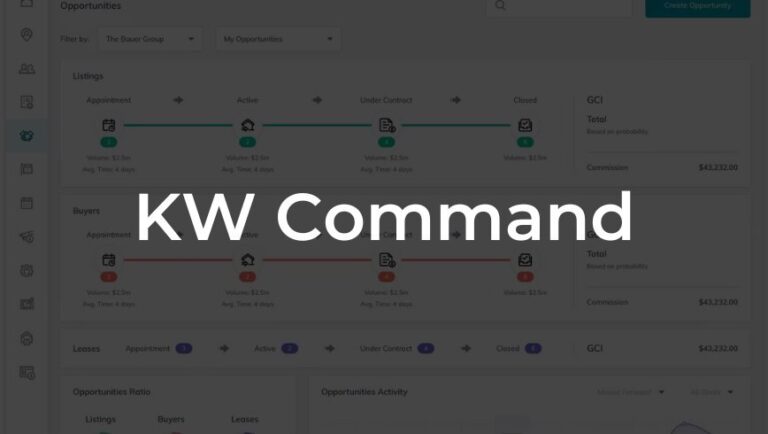 Opportunities
Create Opportunity
Filter by:
The Bauer Group
My Opportunities
Listings
Appointment
Active
Under Contract
Closed
GCI
Total
Based on probability
Volume: $2.5m
Volume: $2.5m
Volume: $2.5m
Volume: $2.5m
Avg. Time: 4 days
Avg. Time: 4 days
Avg. Time: 4 days
Commission
$43,232.00
KW Command
Buyers
Appointment
Active
Under Contract
Total
Based on probability
Volume: $2.5m
Volume: $2.5m
Volume: $2.5m
Volume: $2.5m
Avg. Time: 4 days
Avg. Time: 4 days
Avg. Time: 4 days
Commission
$43,232.00
Leases
Appointment
Active
Under Contract
Closed
GCI
$43,232.00
Opportunities Ratio
Opportunities Activity
Listings
Buyers
Leases